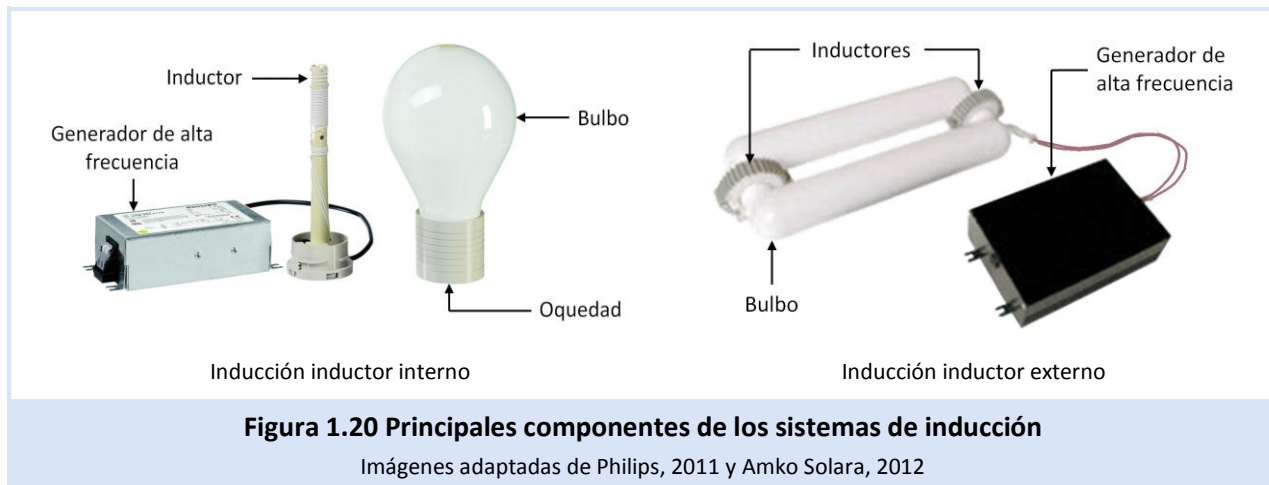 Inductor
Generador de alta
frecuencia
Bulbo
Oquedad
Inducción inductor interno
Inductores
Generador de
alta frecuencia
Bulbo
Inducción inductor externo
Figura 1.20 Principales componentes de los sistemas de inducción
Imágenes adaptadas de Philips, 2011 y Amko Solara, 2012